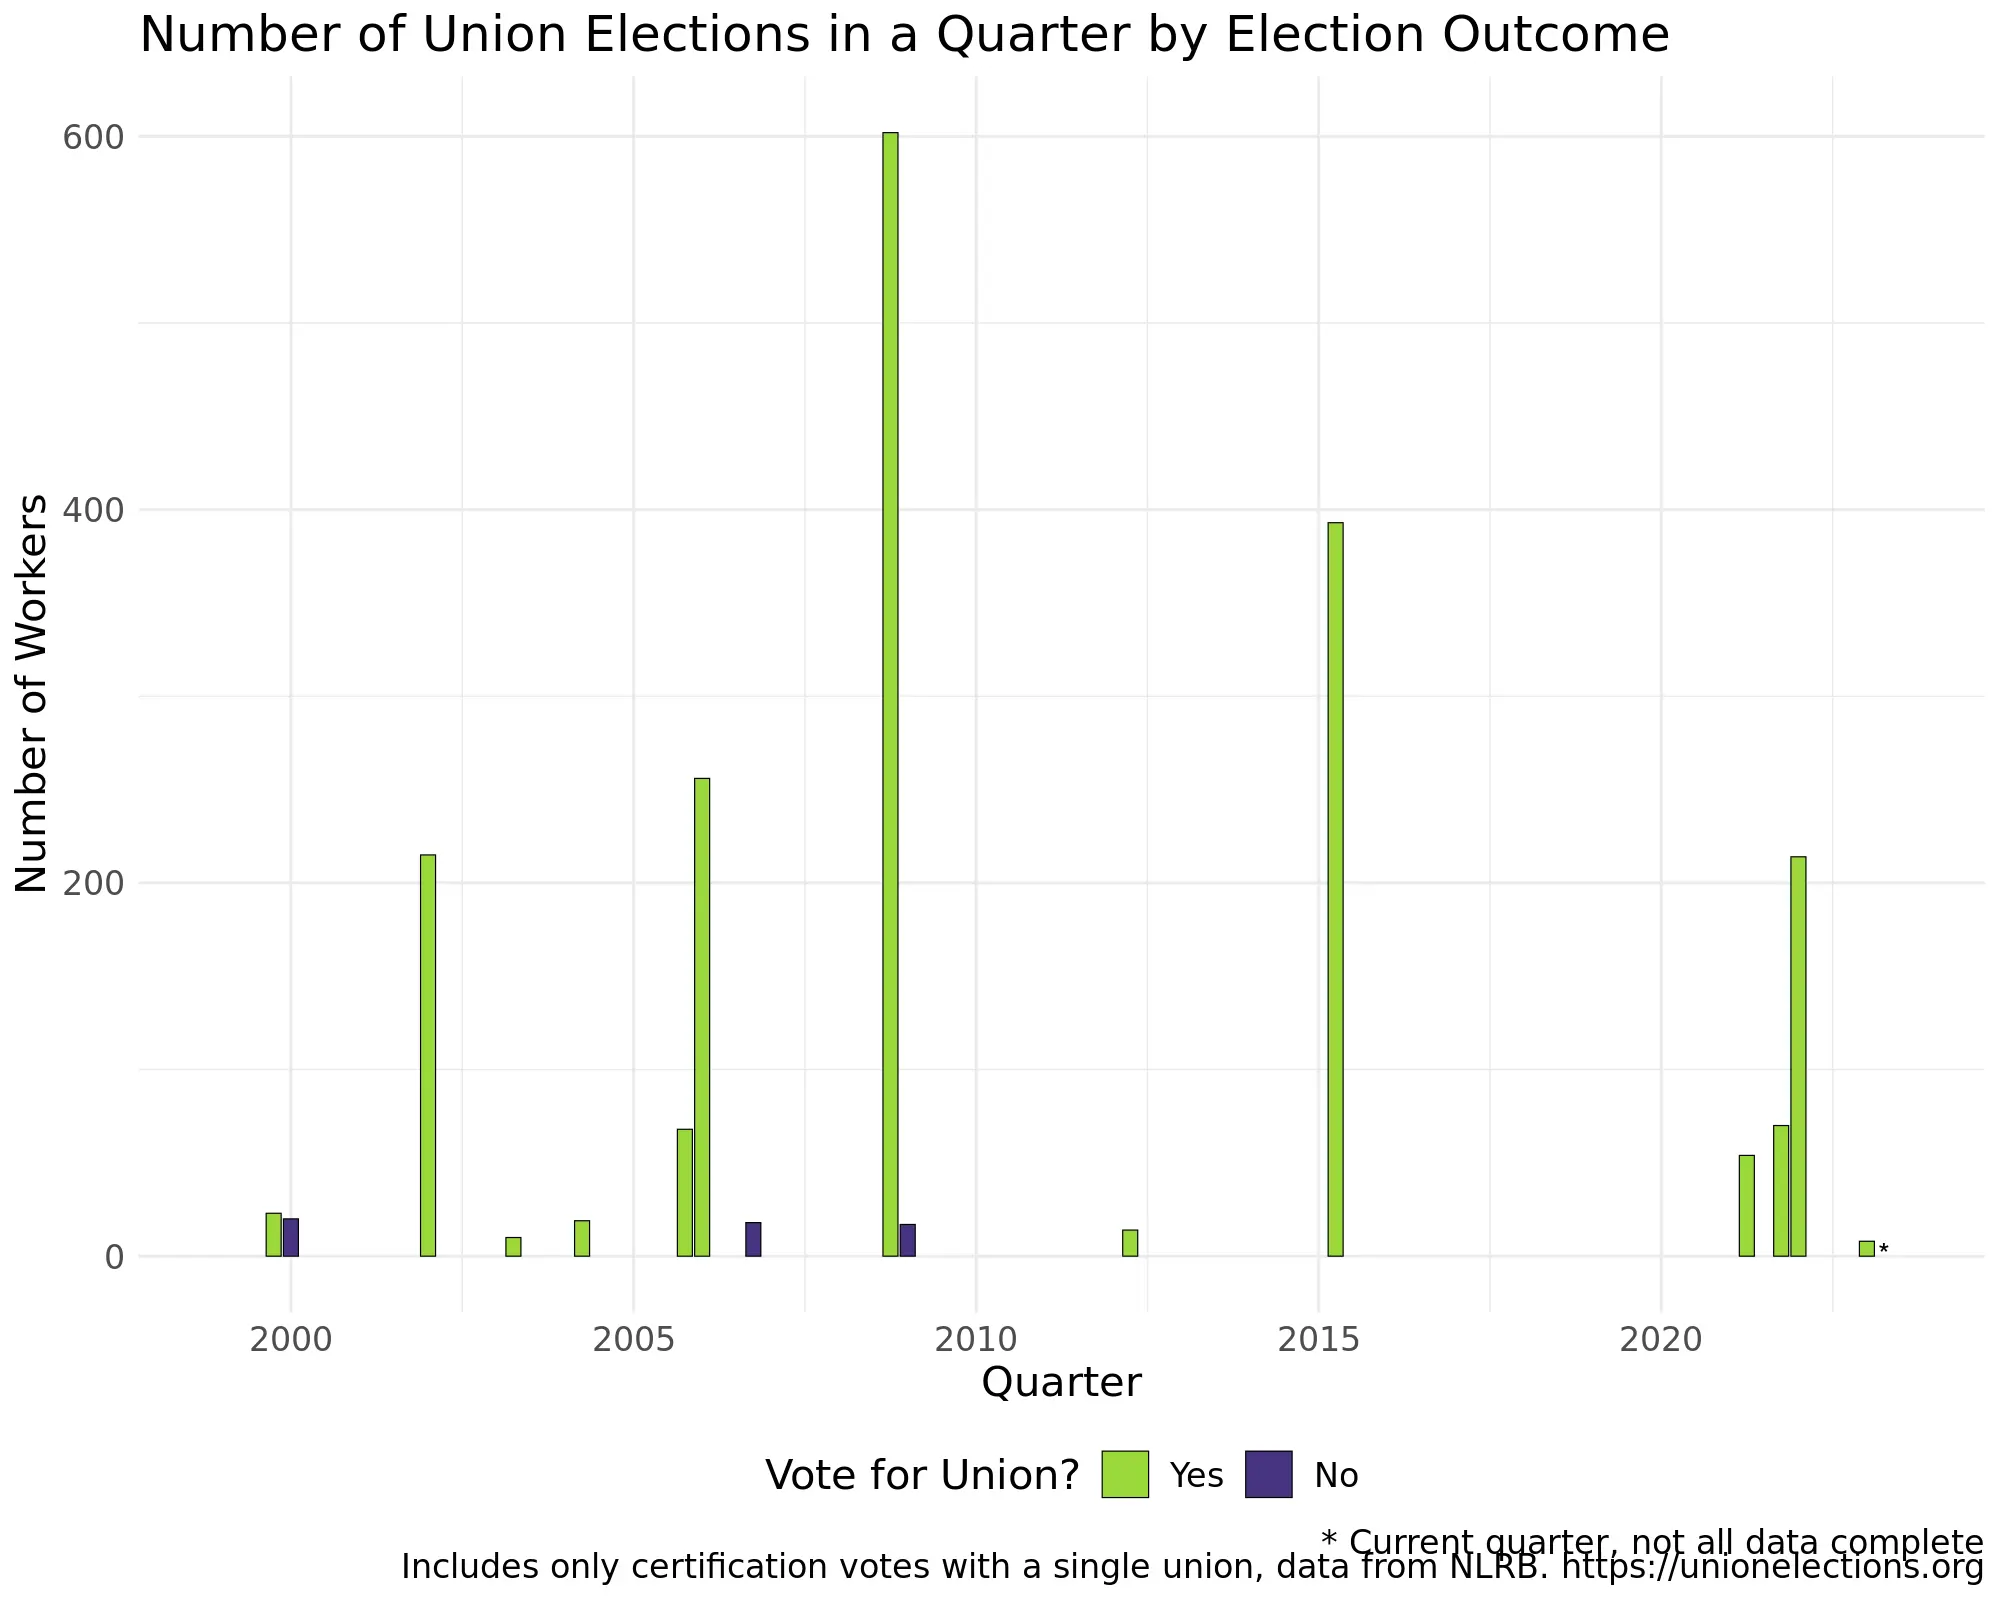 Number of Union Elections in a Quarter by Election Outcome
Number of Workers
600
400
200
0
*
2000 2005 2010 2015 2020
Quarter
Vote for Union? Yes No
* Current quarter, not all data complete
Includes only certification votes with a single union, data from NLRB. https://unionelections.org